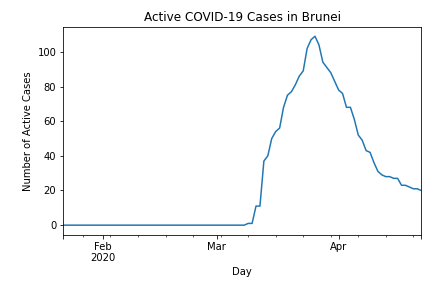 Active COVID-19 Cases in Brunei
Number of Active Cases
100
80
60
40
20
0
Feb
2020
Mar
Apr
Day